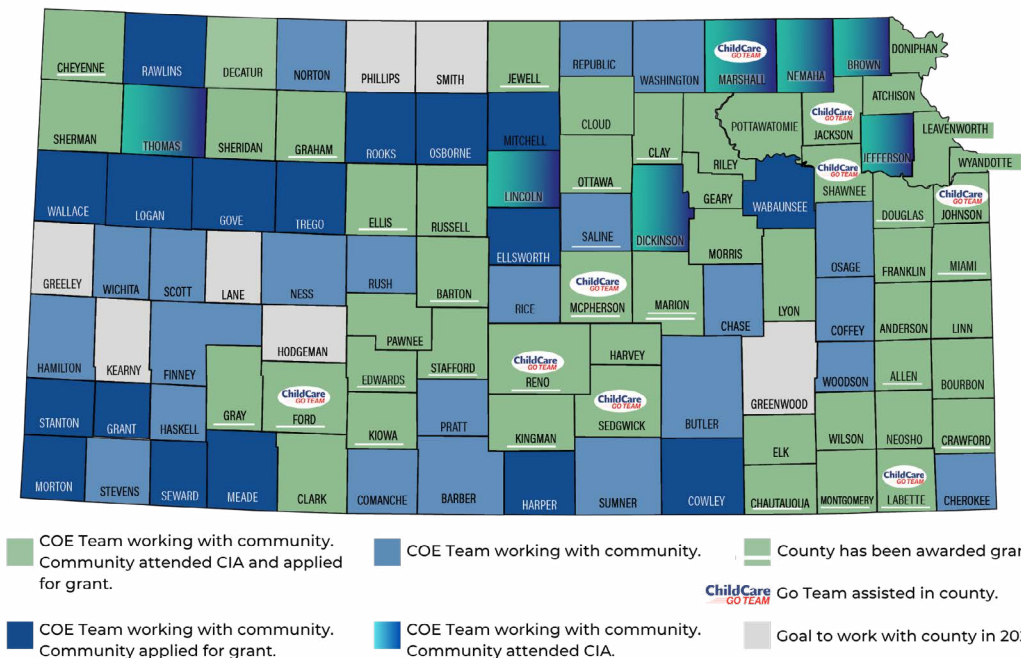 CHEYENNE
RAWLINS
DECATUR
NORTON
PHILLIPS
SMITH
JEWELL
REPUBLIC
WASHINGTON
ChildCare
GO TEAM
MARSHALL
NEMAHA
BROWN
DONIPHAN
SHERMAN
THOMAS
SHERIDAN
GRAHAM
ROOKS
OSBORNE
MITCHELL
CLOUD
CLAY
RILEY
POTTAWATOMIE
ChildCare
GO TEAM
JACKSON
ATCHISON
JEFFERSON
LEAVENWORTH
WYANDOTTE
LINCOLN
OTTAWA
WALLACE
LOGAN
GOVE
TREGO
ELLIS
RUSSELL
ELLSWORTH
SALINE
DICKINSON
GEARY
MORRIS
WABAUNSEE
ChildCare
GO TEAM
SHAWNEE
DOUGLAS
ChildCare
GO TEAM
JOHNSON
GREELEY
WICHITA
SCOTT
LANE
NESS
RUSH
BARTON
RICE
ChildCare
GO TEAM
MCPHERSON
MARION
CHASE
LYON
OSAGE
FRANKLIN
MIAMI
HAMILTON
KEARNY
FINNEY
HODGEMAN
PAWNEE
EDWARDS
STAFFORD
ChildCare
GO TEAM
RENO
HARVEY
COFFEY
ANDERSON
LINN
STANTON
GRANT
HASKELL
GRAY
ChildCare
GO TEAM
FORD
KIOWA
PRATT
KINGMAN
ChildCare
GO TEAM
SEDGWICK
BUTLER
GREENWOOD
WOODSON
ALLEN
BOURBON
ELK
WILSON
NEOSHO
CRAWFORD
MORTON
STEVENS
SEWARD
MEADE
CLARK
COMANCHE
BARBER
HARPER
SUMNER
COWLEY
CHAUTAUQUA
MONTGOMERY
ChildCare
GO TEAM
LABETTE
CHEROKEE
COE Team working with community.
Community attended CIA and applied
for grant.
COE Team working with community.
County has been awarded gran
ChildCare
GO TEAM
Go Team assisted in county.
COE Team working with community.
Community applied for grant.
COE Team working with community.
Community attended CIA.
Goal to work with county in 20